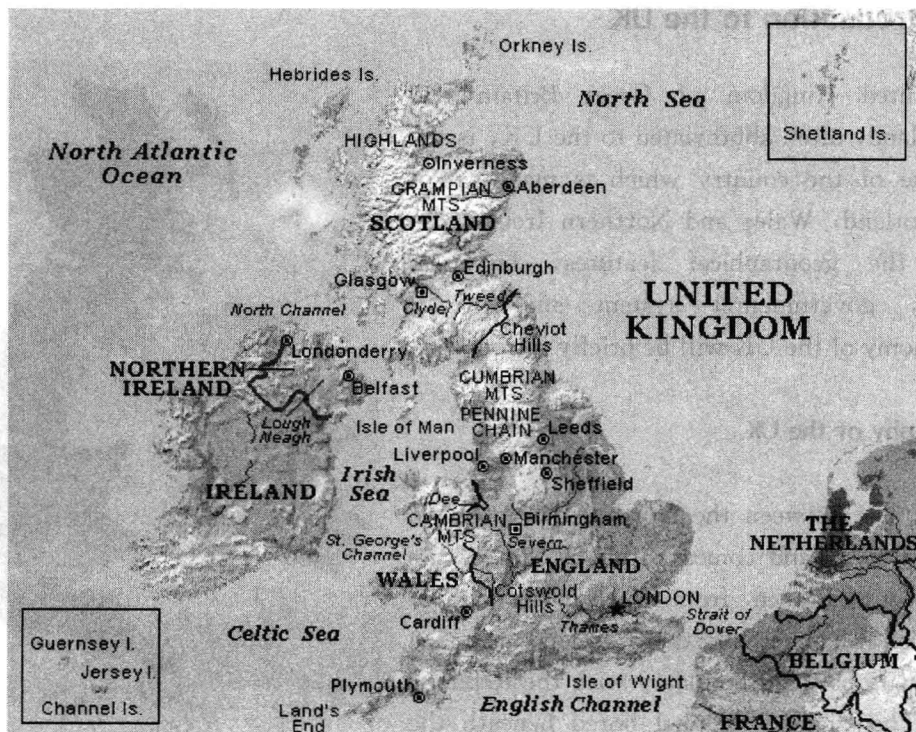 Orkney Is.
Hebrides Is.
North Sea
Shetland Is.
HIGHLANDS
North Atlantic
Ocean
Inverness
GRAMPIAN
MTS.
Aberdeen
SCOTLAND
Edinburgh
Glasgow
Clyde
Tweed
UNITED
KINGDOM
North Channel
Cheviot
Hills
Londonderry
NORTHERN
IRELAND
Belfast
CUMBRIAN
MTS.
Lough
Neagh
Isle of Man
PENNINE
CHAIN
Leeds
Liverpool
Manchester
Sheffield
IRELAND
Irish
Sea
Dee
CAMBRIAN
MTS.
Birmingham
Severn
St. George's
Channel
ENGLAND
WALES
THE
NETHERLANDS
Cotswold
Hills
LONDON
Thames
Strait of
Dover
Cardiff
Celtic Sea
Guernsey I.
Jersey I.
Channel Is.
BELGIUM
Plymouth
Isle of Wight
English Channel
Land's
End
FRANCE